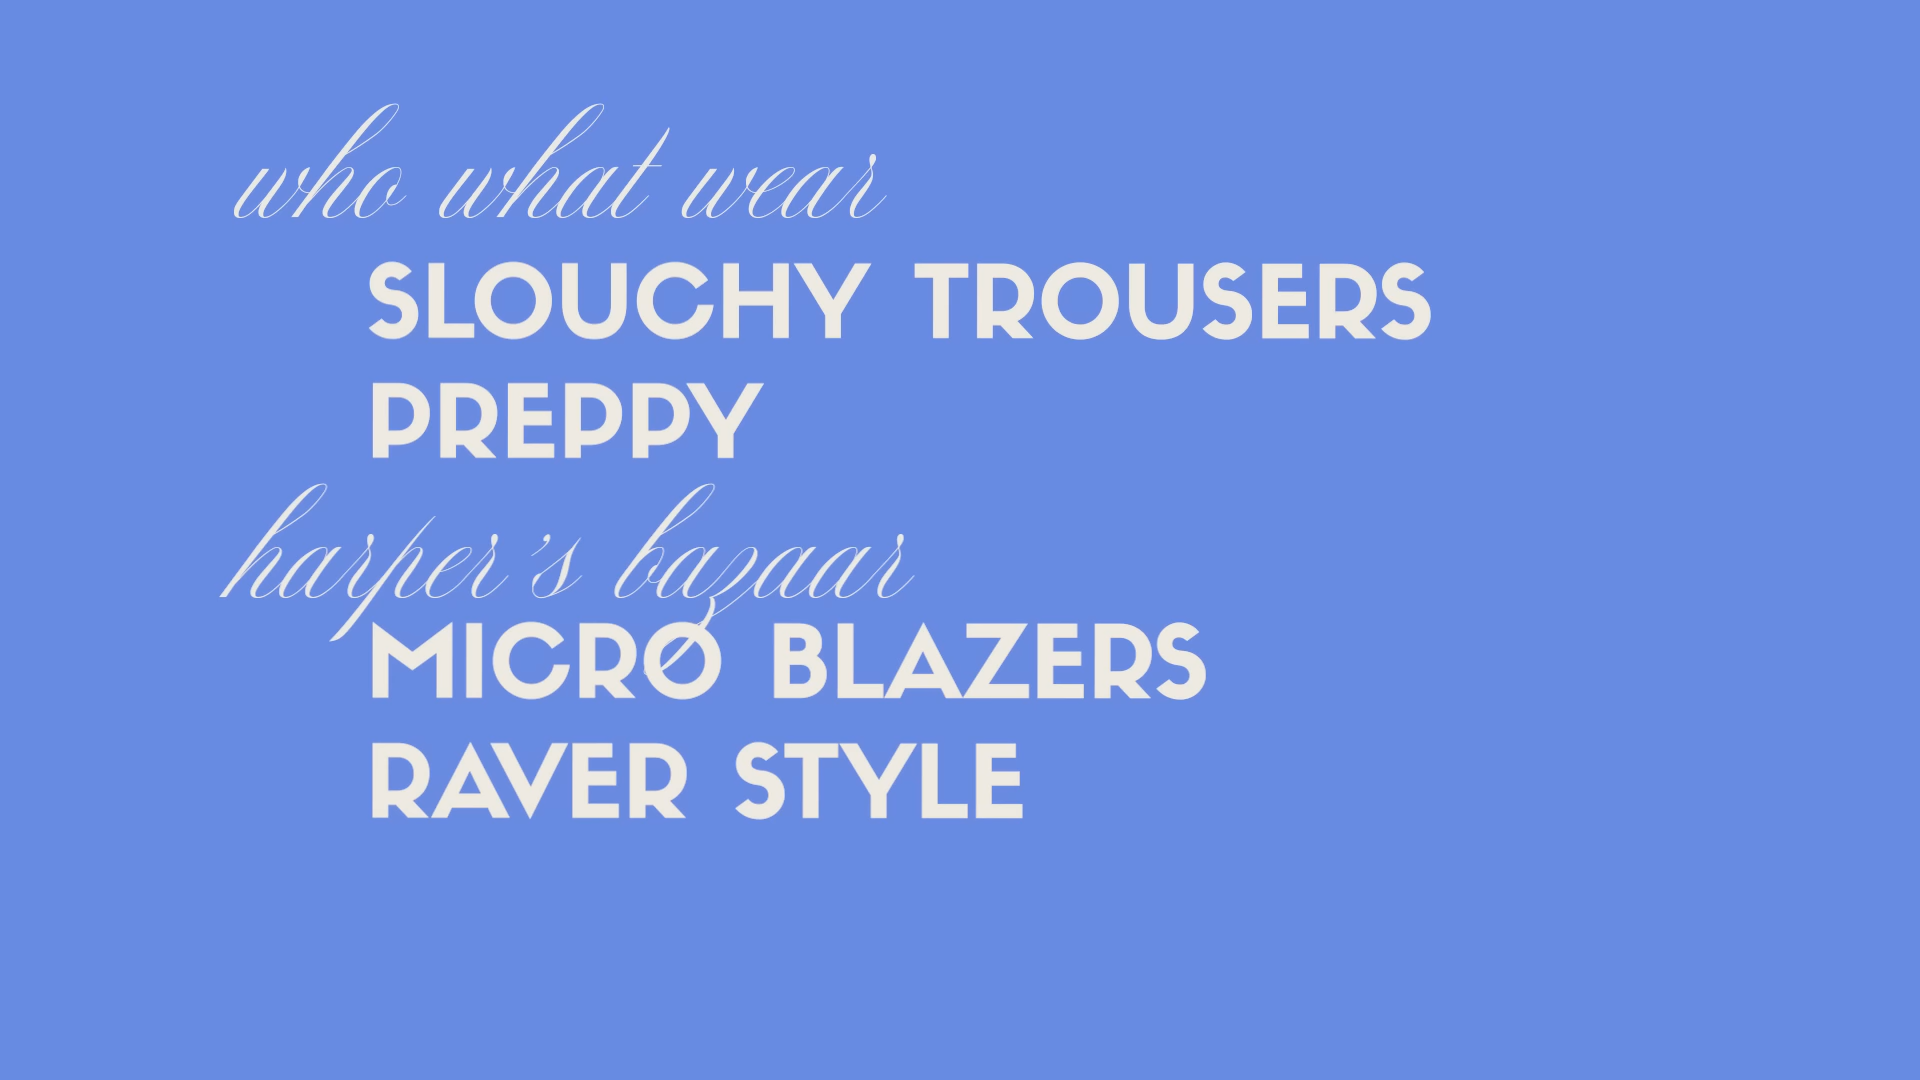 who what wear
SLOUCHY TROUSERS
PREPPY
harper's bazaar
MICRO BLAZERS
RAVER STYLE